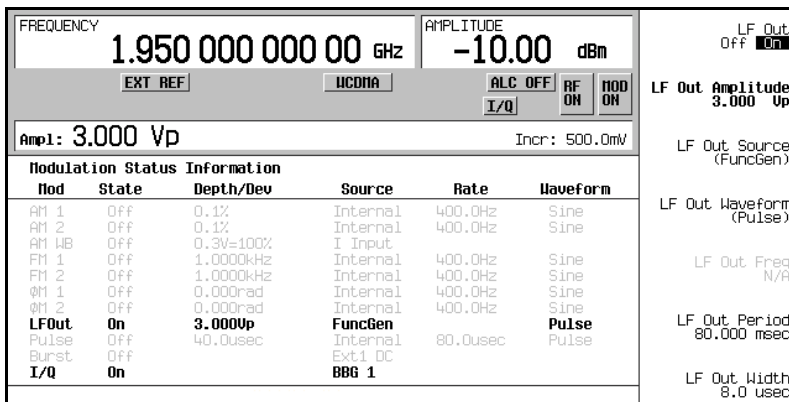 FREQUENCY
1.950 000 000 00 GHz
AMPLITUDE
-10.00 dBm
EXT REF
WCDMA
ALC OFF
I/Q
RF ON
MOD ON
Ampl: 3.000 Vp
Incr: 500.0mV
Modulation Status Information
Mod State Depth/Dev Source Rate Waveform
AM 1 Off 0.1% Internal 400.0Hz Sine
AM 2 Off 0.1% Internal 400.0Hz Sine
AM WB Off 0.3V=100% I Input
FM 1 Off 1.0000kHz Internal 400.0Hz Sine
FM 2 Off 1.0000kHz Internal 400.0Hz Sine
ØM 1 Off 0.000rad Internal 400.0Hz Sine
ØM 2 Off 0.000rad Internal 400.0Hz Sine
LFOut On 3.000Vp FuncGen Pulse
Pulse Off 40.0usec Internal 80.0usec Pulse
Burst Off Ext1 DC
I/Q On BBG 1
LF Out
Off On
LF Out Amplitude
3.000 Vp
LF Out Source
(FuncGen)
LF Out Waveform
(Pulse)
LF Out Freq
N/A
LF Out Period
80.000 msec
LF Out Width
8.0 usec